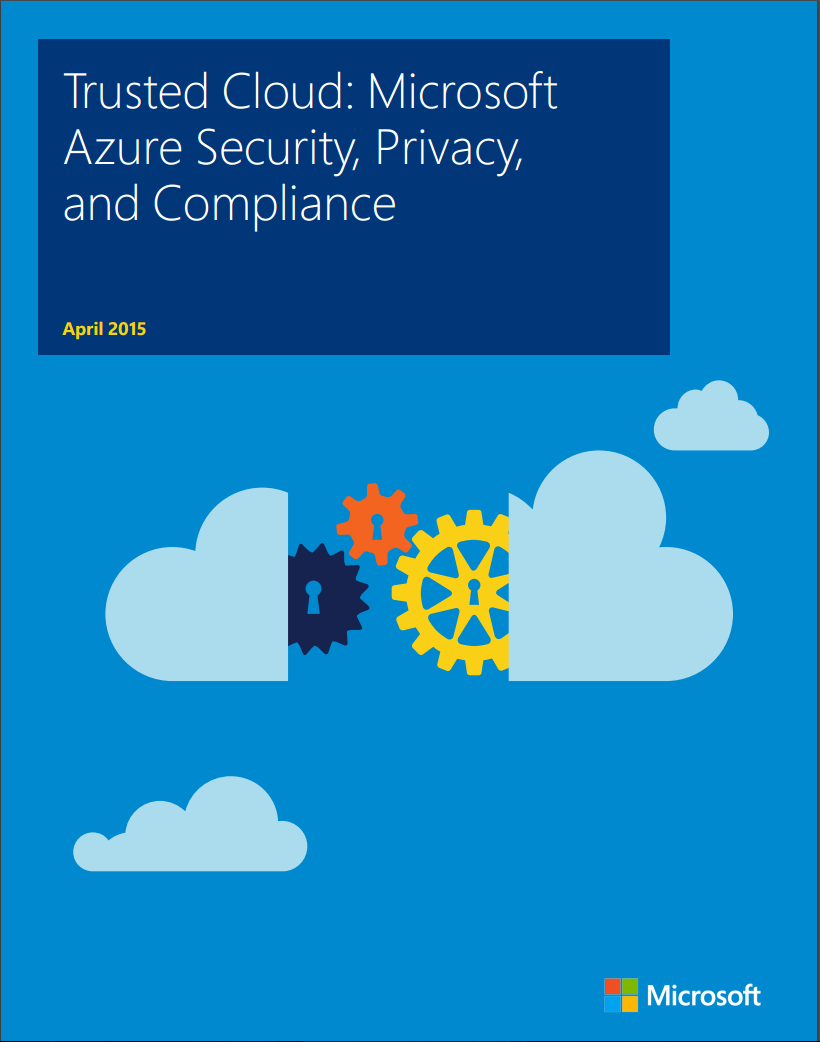 Trusted Cloud: Microsoft
Azure Security, Privacy,
and Compliance
April 2015
Microsoft